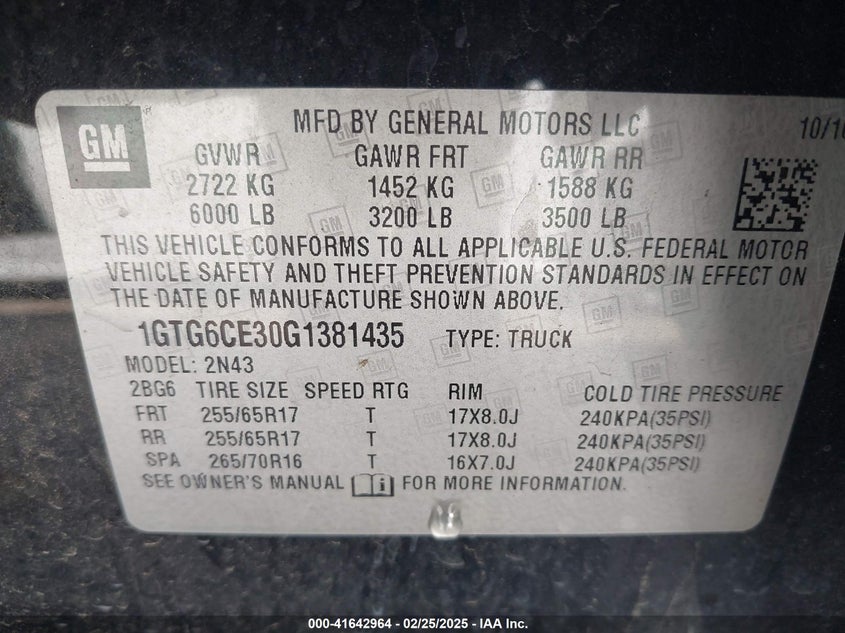 GM
MFD BY GENERAL MOTORS LLC
GVWR GAWR FRT GAWR RR
2722 KG 1452 KG 1588 KG
6000 LB 3200 LB 3500 LB
THIS VEHICLE CONFORMS TO ALL APPLICABLE U.S. FEDERAL MOTOR
VEHICLE SAFETY AND THEFT PREVENTION STANDARDS IN EFFECT ON
THE DATE OF MANUFACTURE SHOWN ABOVE.
1GTG6CE30G1381435 TYPE: TRUCK
MODEL: 2N43
2BG6 TIRE SIZE SPEED RTG RIM COLD TIRE PRESSURE
FRT 255/65R17 T 17X8.0J 240KPA(35PSI)
RR 255/65R17 T 17X8.0J 240KPA(35PSI)
SPA 265/70R16 T 16X7.0J 240KPA(35PSI)
SEE OWNER'S MANUAL i FOR MORE INFORMATION.
000-41642964 – 02/25/2025 – IAA Inc.